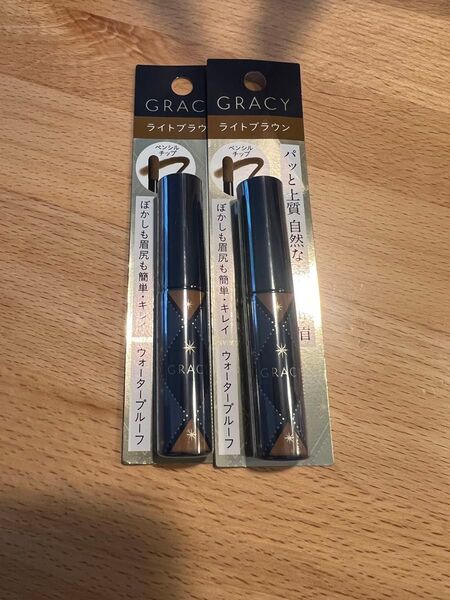 GRACY
ライトブラウン
ペンシル
チップ
ぼかしも眉尻も簡単・キレイ
ウォータープルーフ
GRACY
ライトブラウン
ペンシル
チップ
パッと上質 自然な
ぼかしも眉尻も簡単・キレイ
ウォータープルーフ
GRAC
GRAC